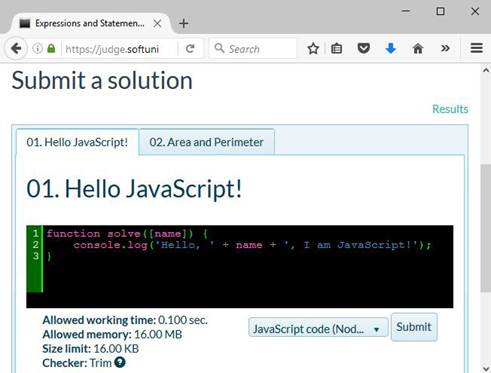 Expressions and Statemen...
https://judge.softuni
Search
Submit a solution
Results
01. Hello JavaScript!
02. Area and Perimeter
01. Hello JavaScript!
1 function solve([name]) {
2     console.log('Hello, ' + name + ', I am JavaScript!');
3 }
Allowed working time: 0.100 sec.
Allowed memory: 16.00 MB
Size limit: 16.00 KB
Checker: Trim ?
JavaScript code (Nod...
Submit